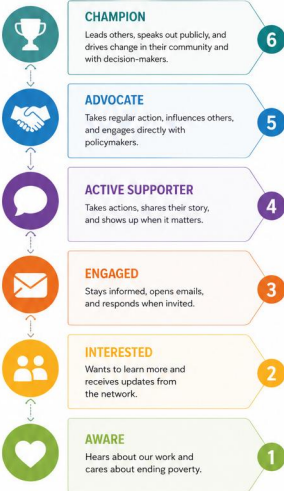 CHAMPION
Leads others, speaks out publicly, and
drives change in their community and
with decision-makers.
6
ADVOCATE
Takes regular action, influences others,
and engages directly with
policymakers.
5
ACTIVE SUPPORTER
Takes actions, shares their story,
and shows up when it matters.
4
ENGAGED
Stays informed, opens emails,
and responds when invited.
3
INTERESTED
Wants to learn more and
receives updates from
the network.
2
AWARE
Hears about our work and
cares about ending poverty.
1